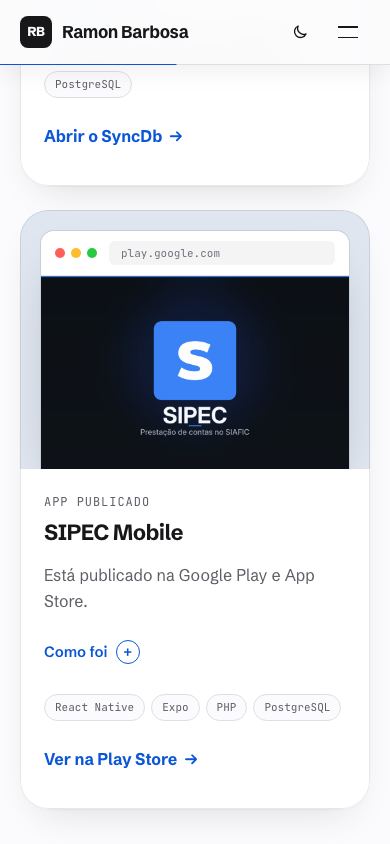 RB Ramon Barbosa
PostgreSQL
Abrir o SyncDb →
play.google.com
S
SIPEC
Prestação de contas no SIAFIC
APP PUBLICADO
SIPEC Mobile
Está publicado na Google Play e App
Store.
Como foi +
React Native Expo PHP PostgreSQL
Ver na Play Store →